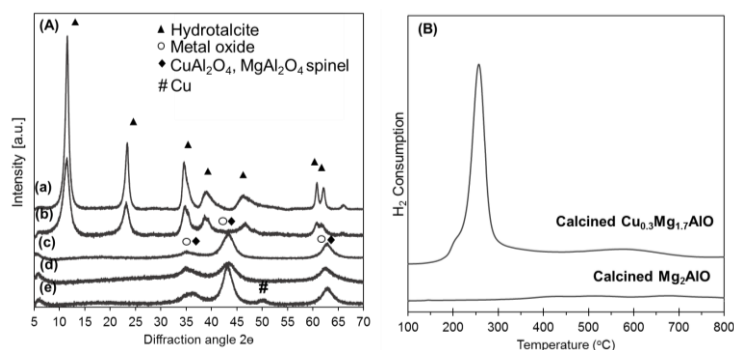 (A)
▲ Hydrotalcite
○ Metal oxide
◆ CuAl₂O₄, MgAl₂O₄ spinel
# Cu
Intensity [a.u.]
(a)
(b)
(c)
(d)
(e)
#
5 10 15 20 25 30 35 40 45 50 55 60 65 70
Diffraction angle 2ɵ
(B)
H₂ Consumption
Calcined Cu₀.₃Mg₁.₇AlO
Calcined Mg₂AlO
100 200 300 400 500 600 700 800
Temperature (°C)